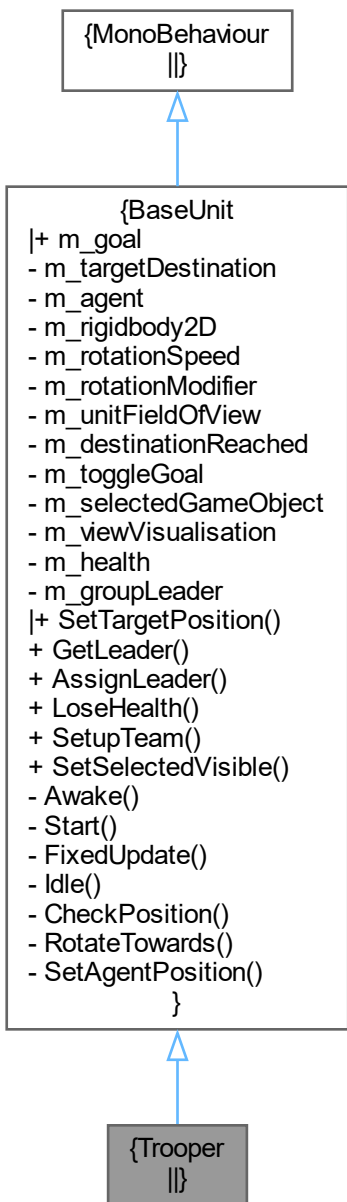 {MonoBehaviour
||}
{BaseUnit
|+ m_goal
- m_targetDestination
- m_agent
- m_rigidbody2D
- m_rotationSpeed
- m_rotationModifier
- m_unitFieldOfView
- m_destinationReached
- m_toggleGoal
- m_selectedGameObject
- m_viewVisualisation
- m_health
- m_groupLeader
|+ SetTargetPosition()
+ GetLeader()
+ AssignLeader()
+ LoseHealth()
+ SetupTeam()
+ SetSelectedVisible()
- Awake()
- Start()
- FixedUpdate()
- Idle()
- CheckPosition()
- RotateTowards()
- SetAgentPosition()
}
{Trooper
||}